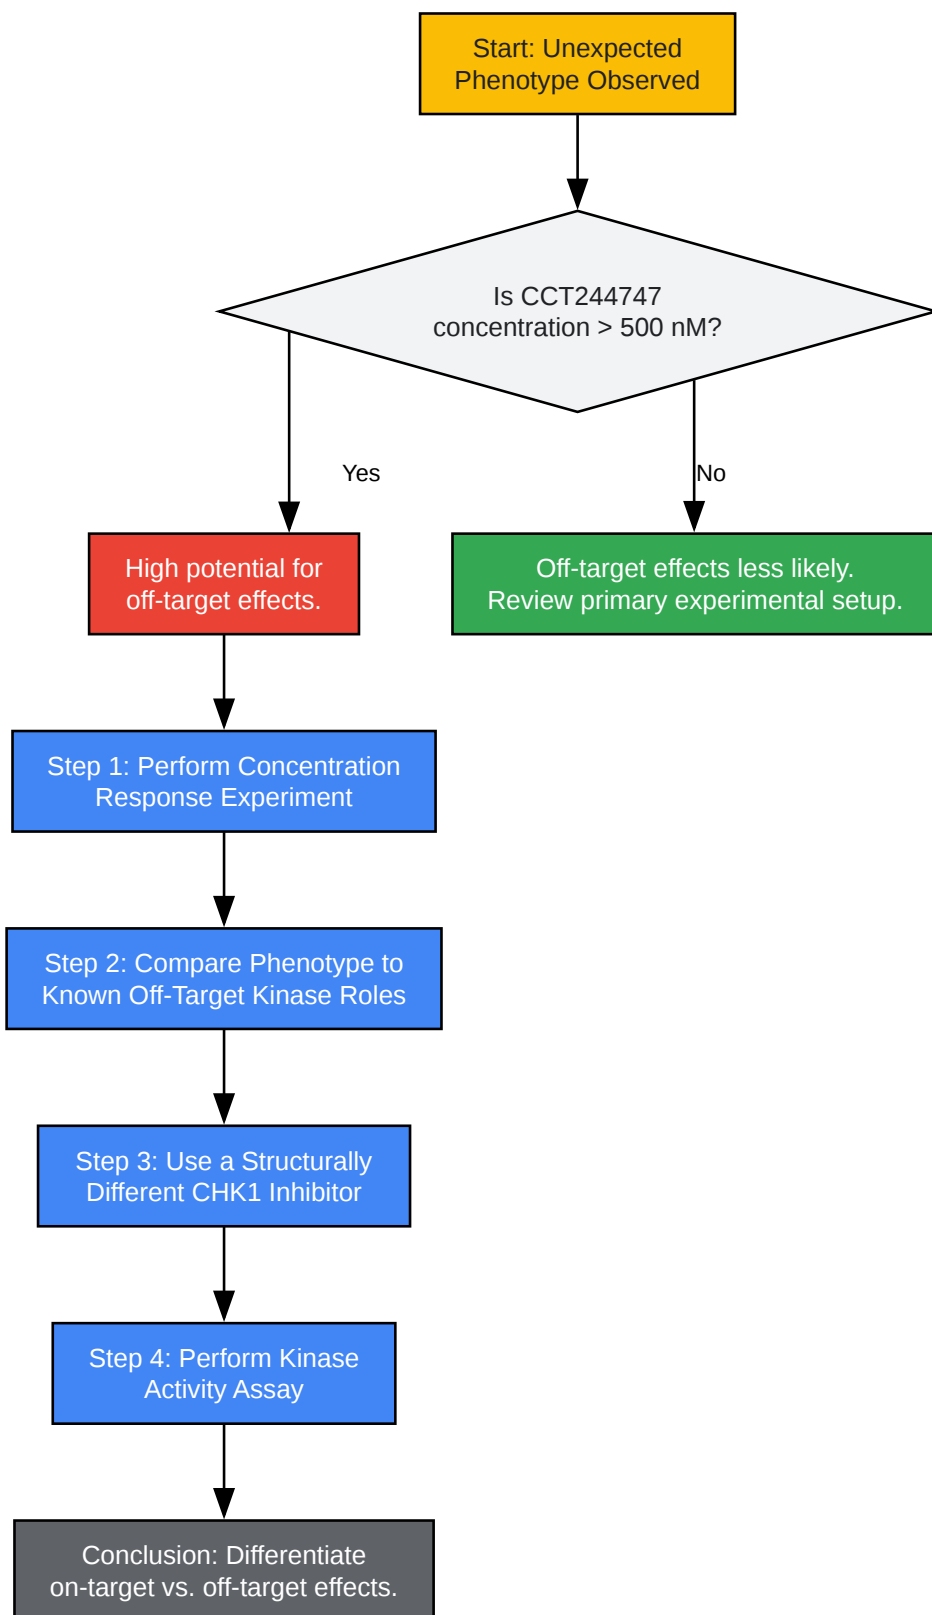 Start: Unexpected
Phenotype Observed
Is CCT244747
concentration > 500 nM?
Yes
No
High potential for
off-target effects.
Off-target effects less likely.
Review primary experimental setup.
Step 1: Perform Concentration
Response Experiment
Step 2: Compare Phenotype to
Known Off-Target Kinase Roles
Step 3: Use a Structurally
Different CHK1 Inhibitor
Step 4: Perform Kinase
Activity Assay
Conclusion: Differentiate
on-target vs. off-target effects.